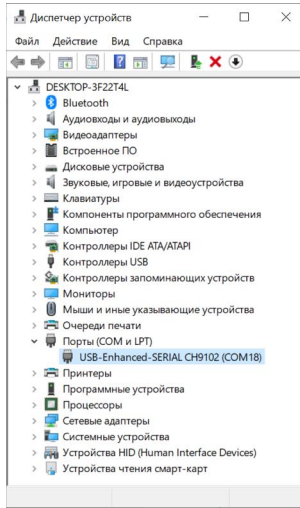 Диспетчер устройств
Файл Действие Вид Справка
DESKTOP-3F22T4L
Bluetooth
Аудиовходы и аудиовыходы
Видеоадаптеры
Встроенное ПО
Дисковые устройства
Звуковые, игровые и видеоустройства
Клавиатуры
Компоненты программного обеспечения
Компьютер
Контроллеры IDE ATA/ATAPI
Контроллеры USB
Контроллеры запоминающих устройств
Мониторы
Мыши и иные указывающие устройства
Очереди печати
Порты (COM и LPT)
USB-Enhanced-SERIAL CH9102 (COM18)
Принтеры
Программные устройства
Процессоры
Сетевые адаптеры
Системные устройства
Устройства HID (Human Interface Devices)
Устройства чтения смарт-карт